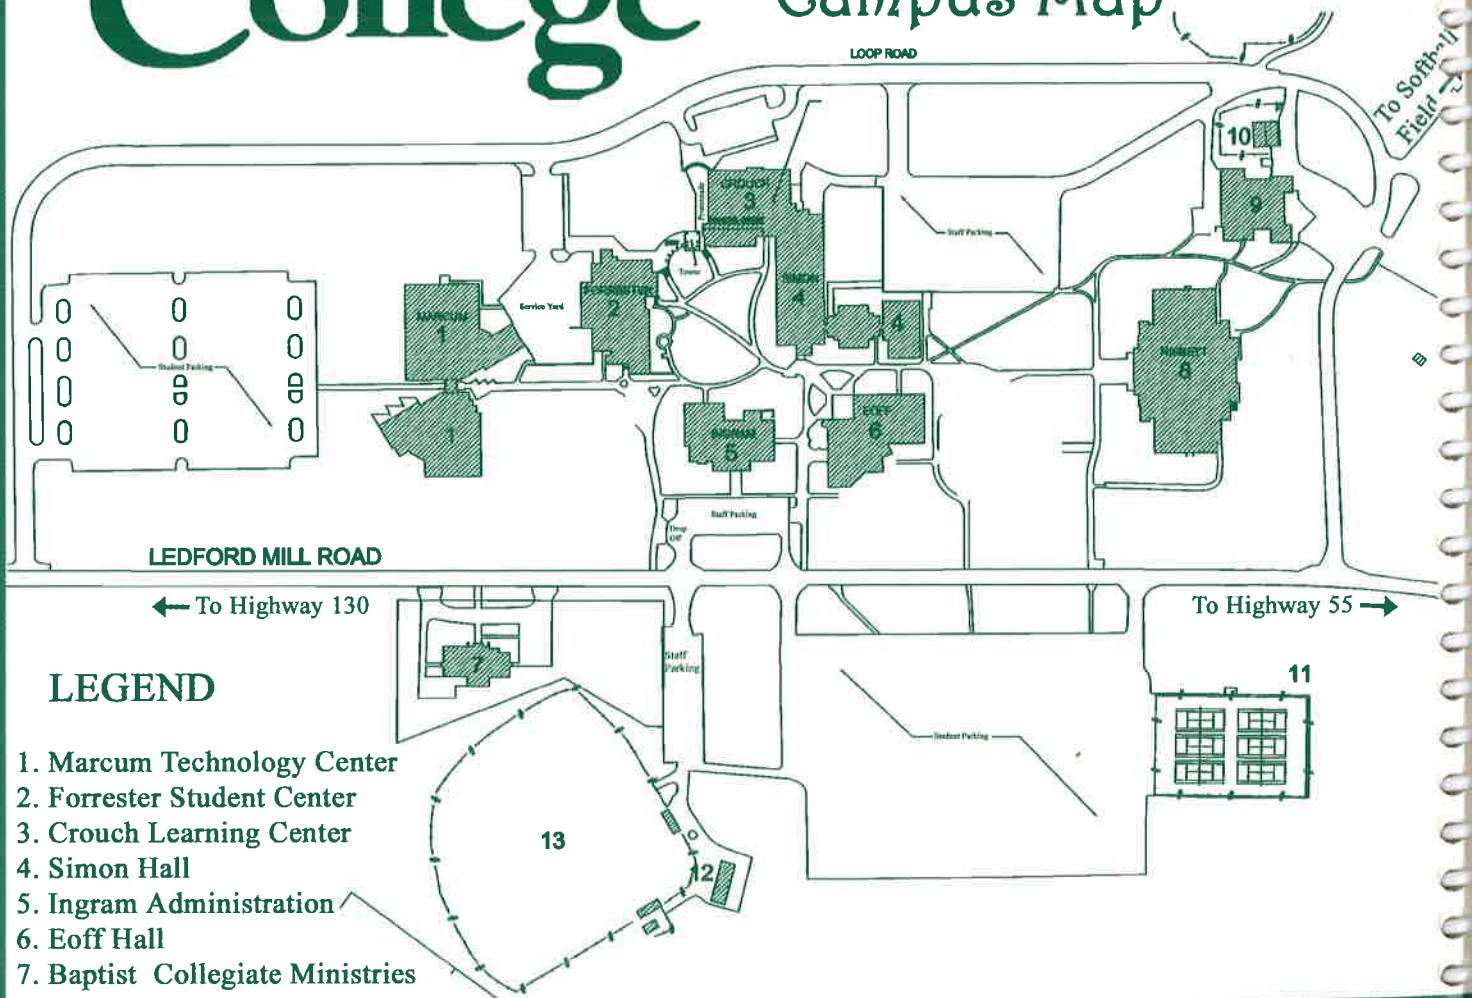 College
Campus Map
LOOP ROAD
To Softball
Field
10
CROUCH
3
9
Promenade
Staff Parking
Tower
SIMON
4
FORRESTER
2
Service Yard
MARCUM
1
4
NISBETT
8
Student Parking
1
INGRAM
5
EOFF
6
Staff Parking
Drop
Off
LEDFORD MILL ROAD
To Highway 130
To Highway 55
7
Staff
Parking
11
Student Parking
13
12
LEGEND
1. Marcum Technology Center
2. Forrester Student Center
3. Crouch Learning Center
4. Simon Hall
5. Ingram Administration
6. Eoff Hall
7. Baptist Collegiate Ministries